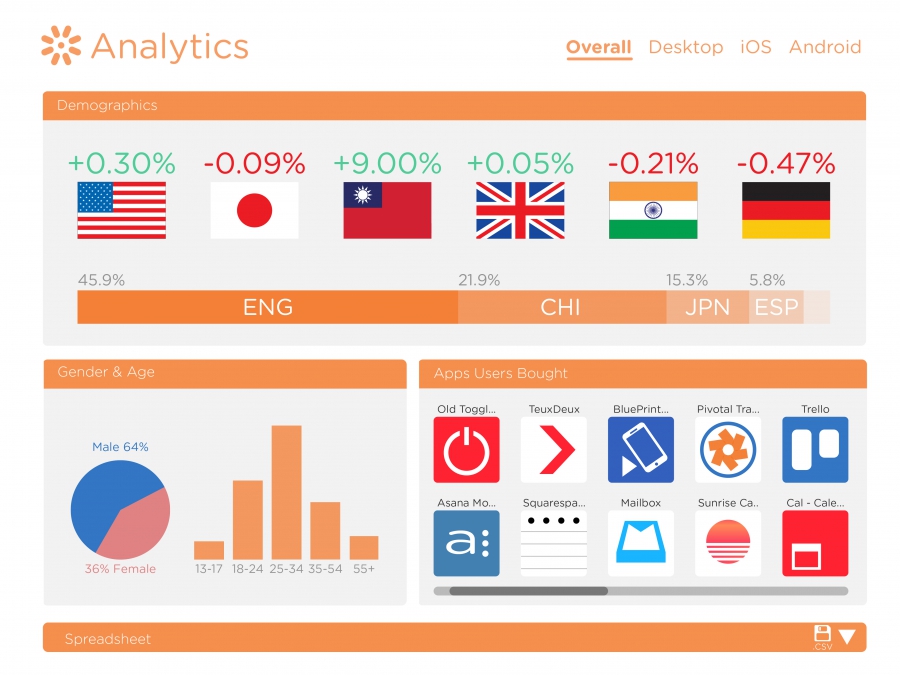 Analytics
Overall Desktop iOS Android
Demographics
+0.30% -0.09% +9.00% +0.05% -0.21% -0.47%
45.9% 21.9% 15.3% 5.8%
ENG CHI JPN ESP
Gender & Age
Male 64%
36% Female
13-17 18-24 25-34 35-54 55+
Apps Users Bought
Old Toggl... TeuxDeux BluePrint... Pivotal Tra... Trello
Asana Mo... Squarespa... Mailbox Sunrise Ca.. Cal - Cale...
a:
Spreadsheet
.CSV